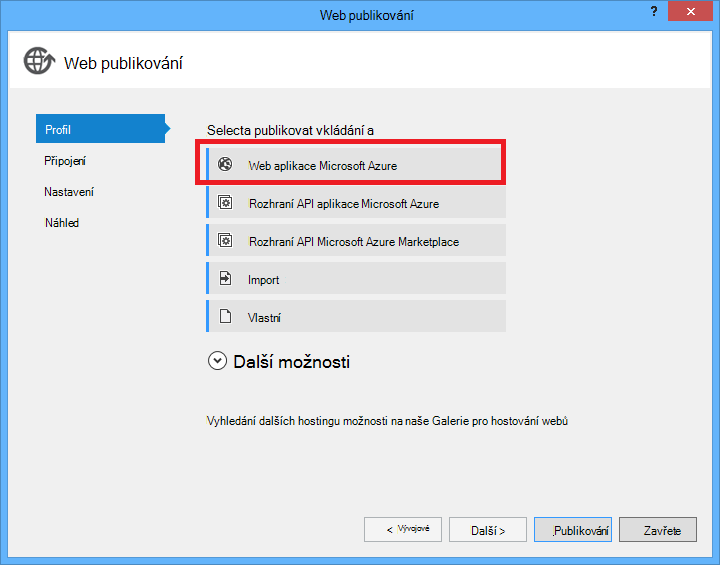 Web publikování
?
Web publikování
Profil
Připojení
Nastavení
Náhled
Selecta publikovat vkládání a
Web aplikace Microsoft Azure
Rozhraní API aplikace Microsoft Azure
Rozhraní API Microsoft Azure Marketplace
Import
Vlastní
Další možnosti
Vyhledání dalších hostingu možnosti na naše Galerie pro hostování webů
< Vývojové
Další >
.Publikování
Zavřete